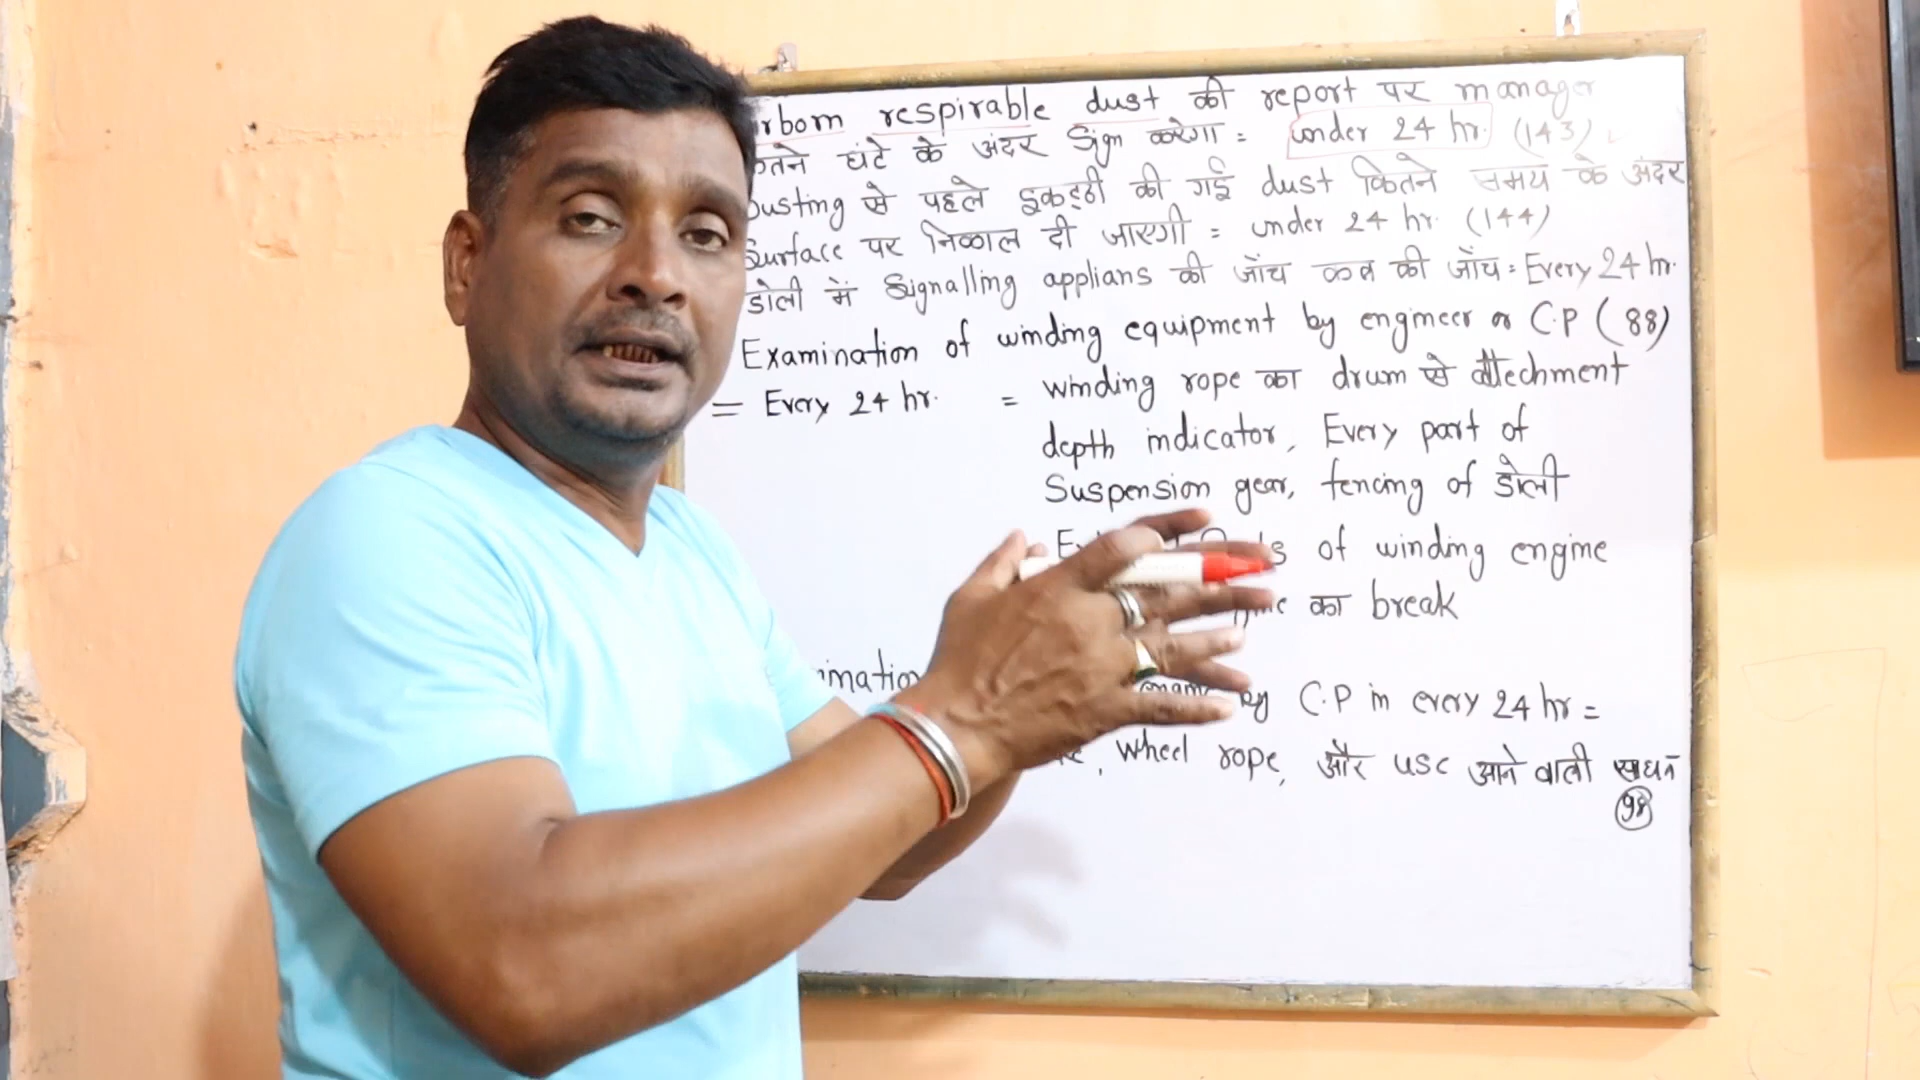 respirable dust की report पर manager
घंटे के अंदर Sign करेगा = under 24 hr. (143)
से पहले इकट्ठी की गई dust कितने समय के अंदर
Surface पर निकाल दी जाएगी = under 24 hr. (144)
डोली में Signalling applians की जाँच कब की जाँच = Every 24 hr.
Examination of winding equipment by engineer or C.P (88)
= Every 24 hr. = winding rope का drum से attechment
depth indicator, Every part of
Suspension gear, fencing of डोली
of winding engine
का break
by C.P in every 24 hr =
, wheel rope, और use आने वाली साधन
98